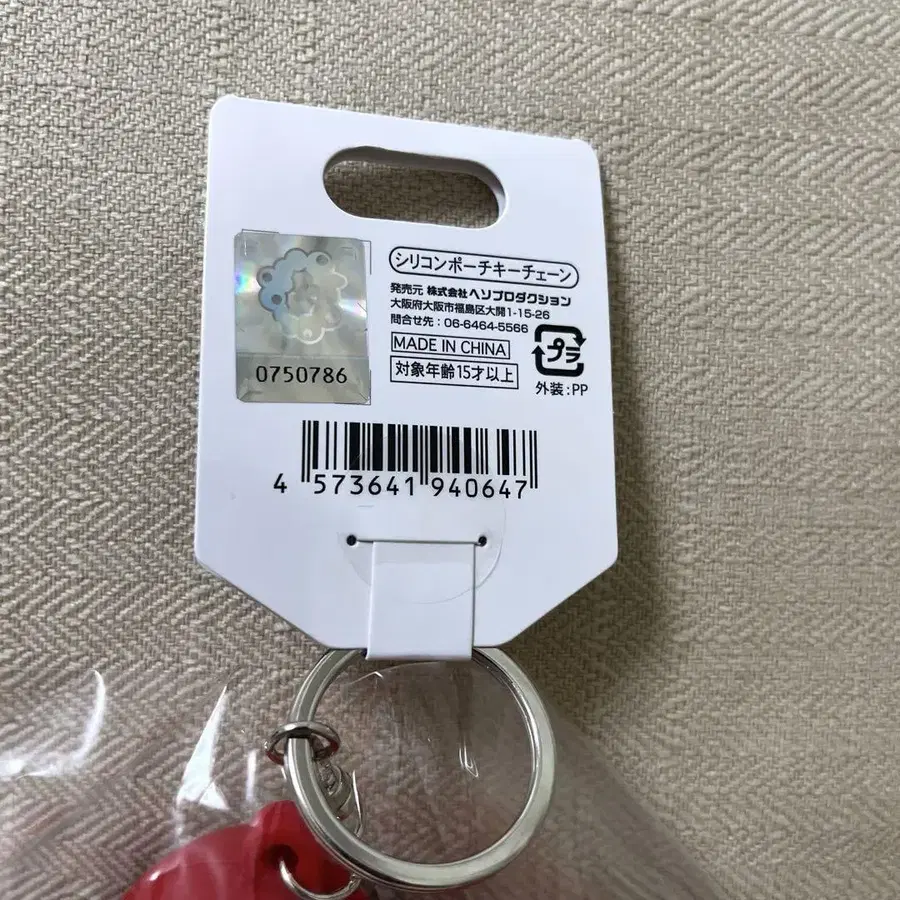 シリコンポーチキーチェーン
発売元 株式会社ヘソプロダクション
大阪府大阪市福島区大開1-15-26
問合せ先：06-6464-5566
MADE IN CHINA
対象年齢15才以上
プラ
外装：PP
0750786
4 573641 940647